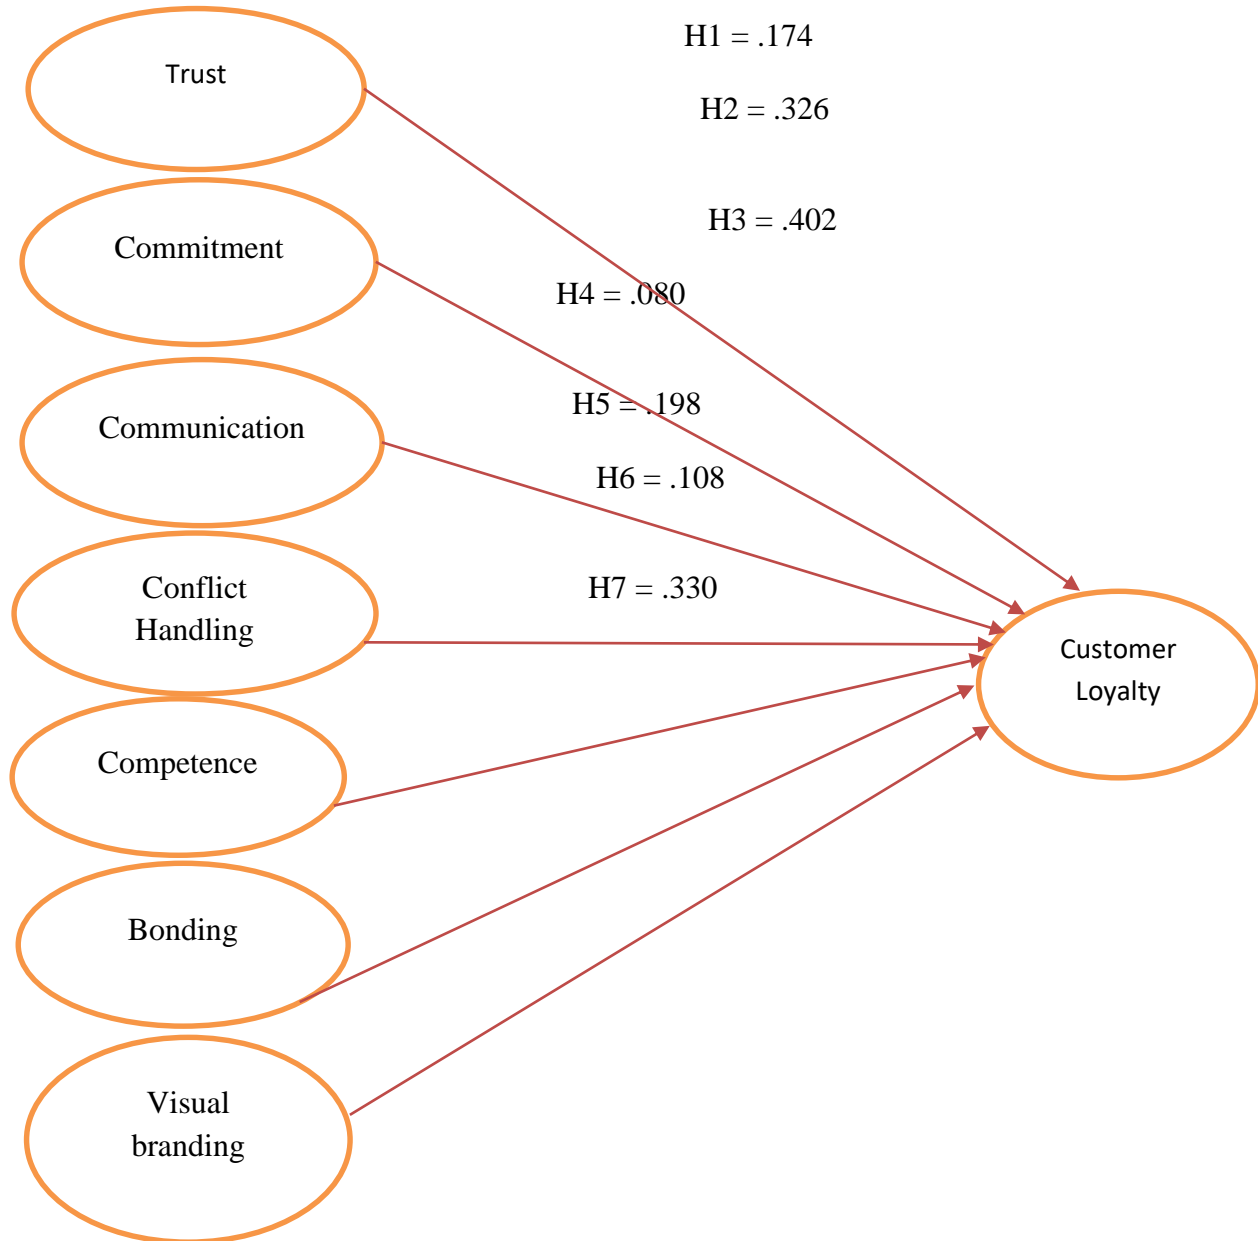 Trust
H1 = .174
H2 = .326
Commitment
H3 = .402
H4 = .080
Communication
H5 = .198
H6 = .108
Conflict
Handling
H7 = .330
Customer
Loyalty
Competence
Bonding
Visual
branding